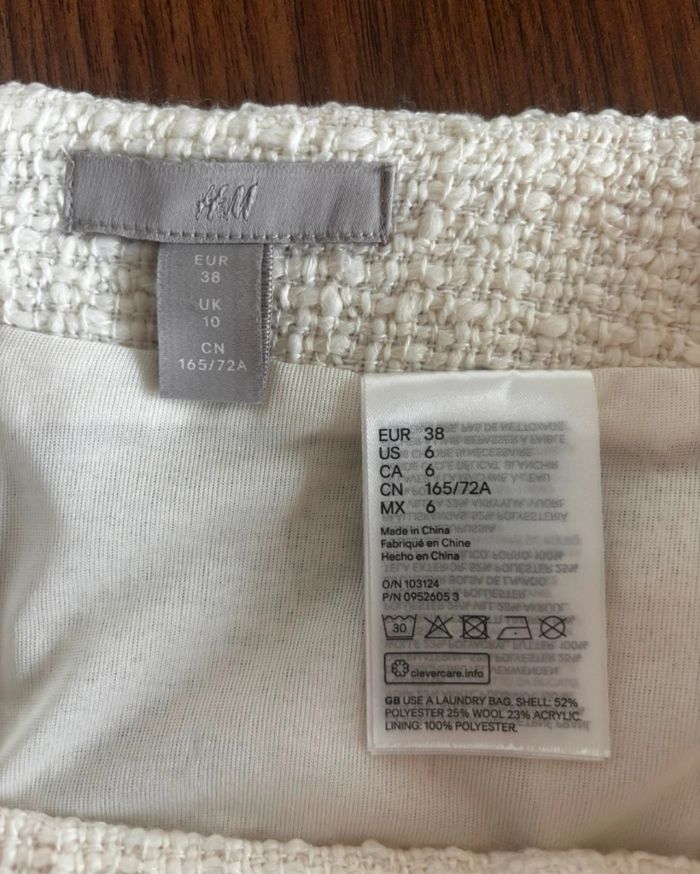 H&M
EUR
38
UK
10
CN
165/72A
EUR 38
US 6
CA 6
CN 165/72A
MX 6
Made in China
Fabriqué en Chine
Hecho en China
O/N 103124
P/N 0952605 3
30
clevercare.info
GB USE A LAUNDRY BAG. SHELL: 52%
POLYESTER 25% WOOL 23% ACRYLIC.
LINING: 100% POLYESTER.